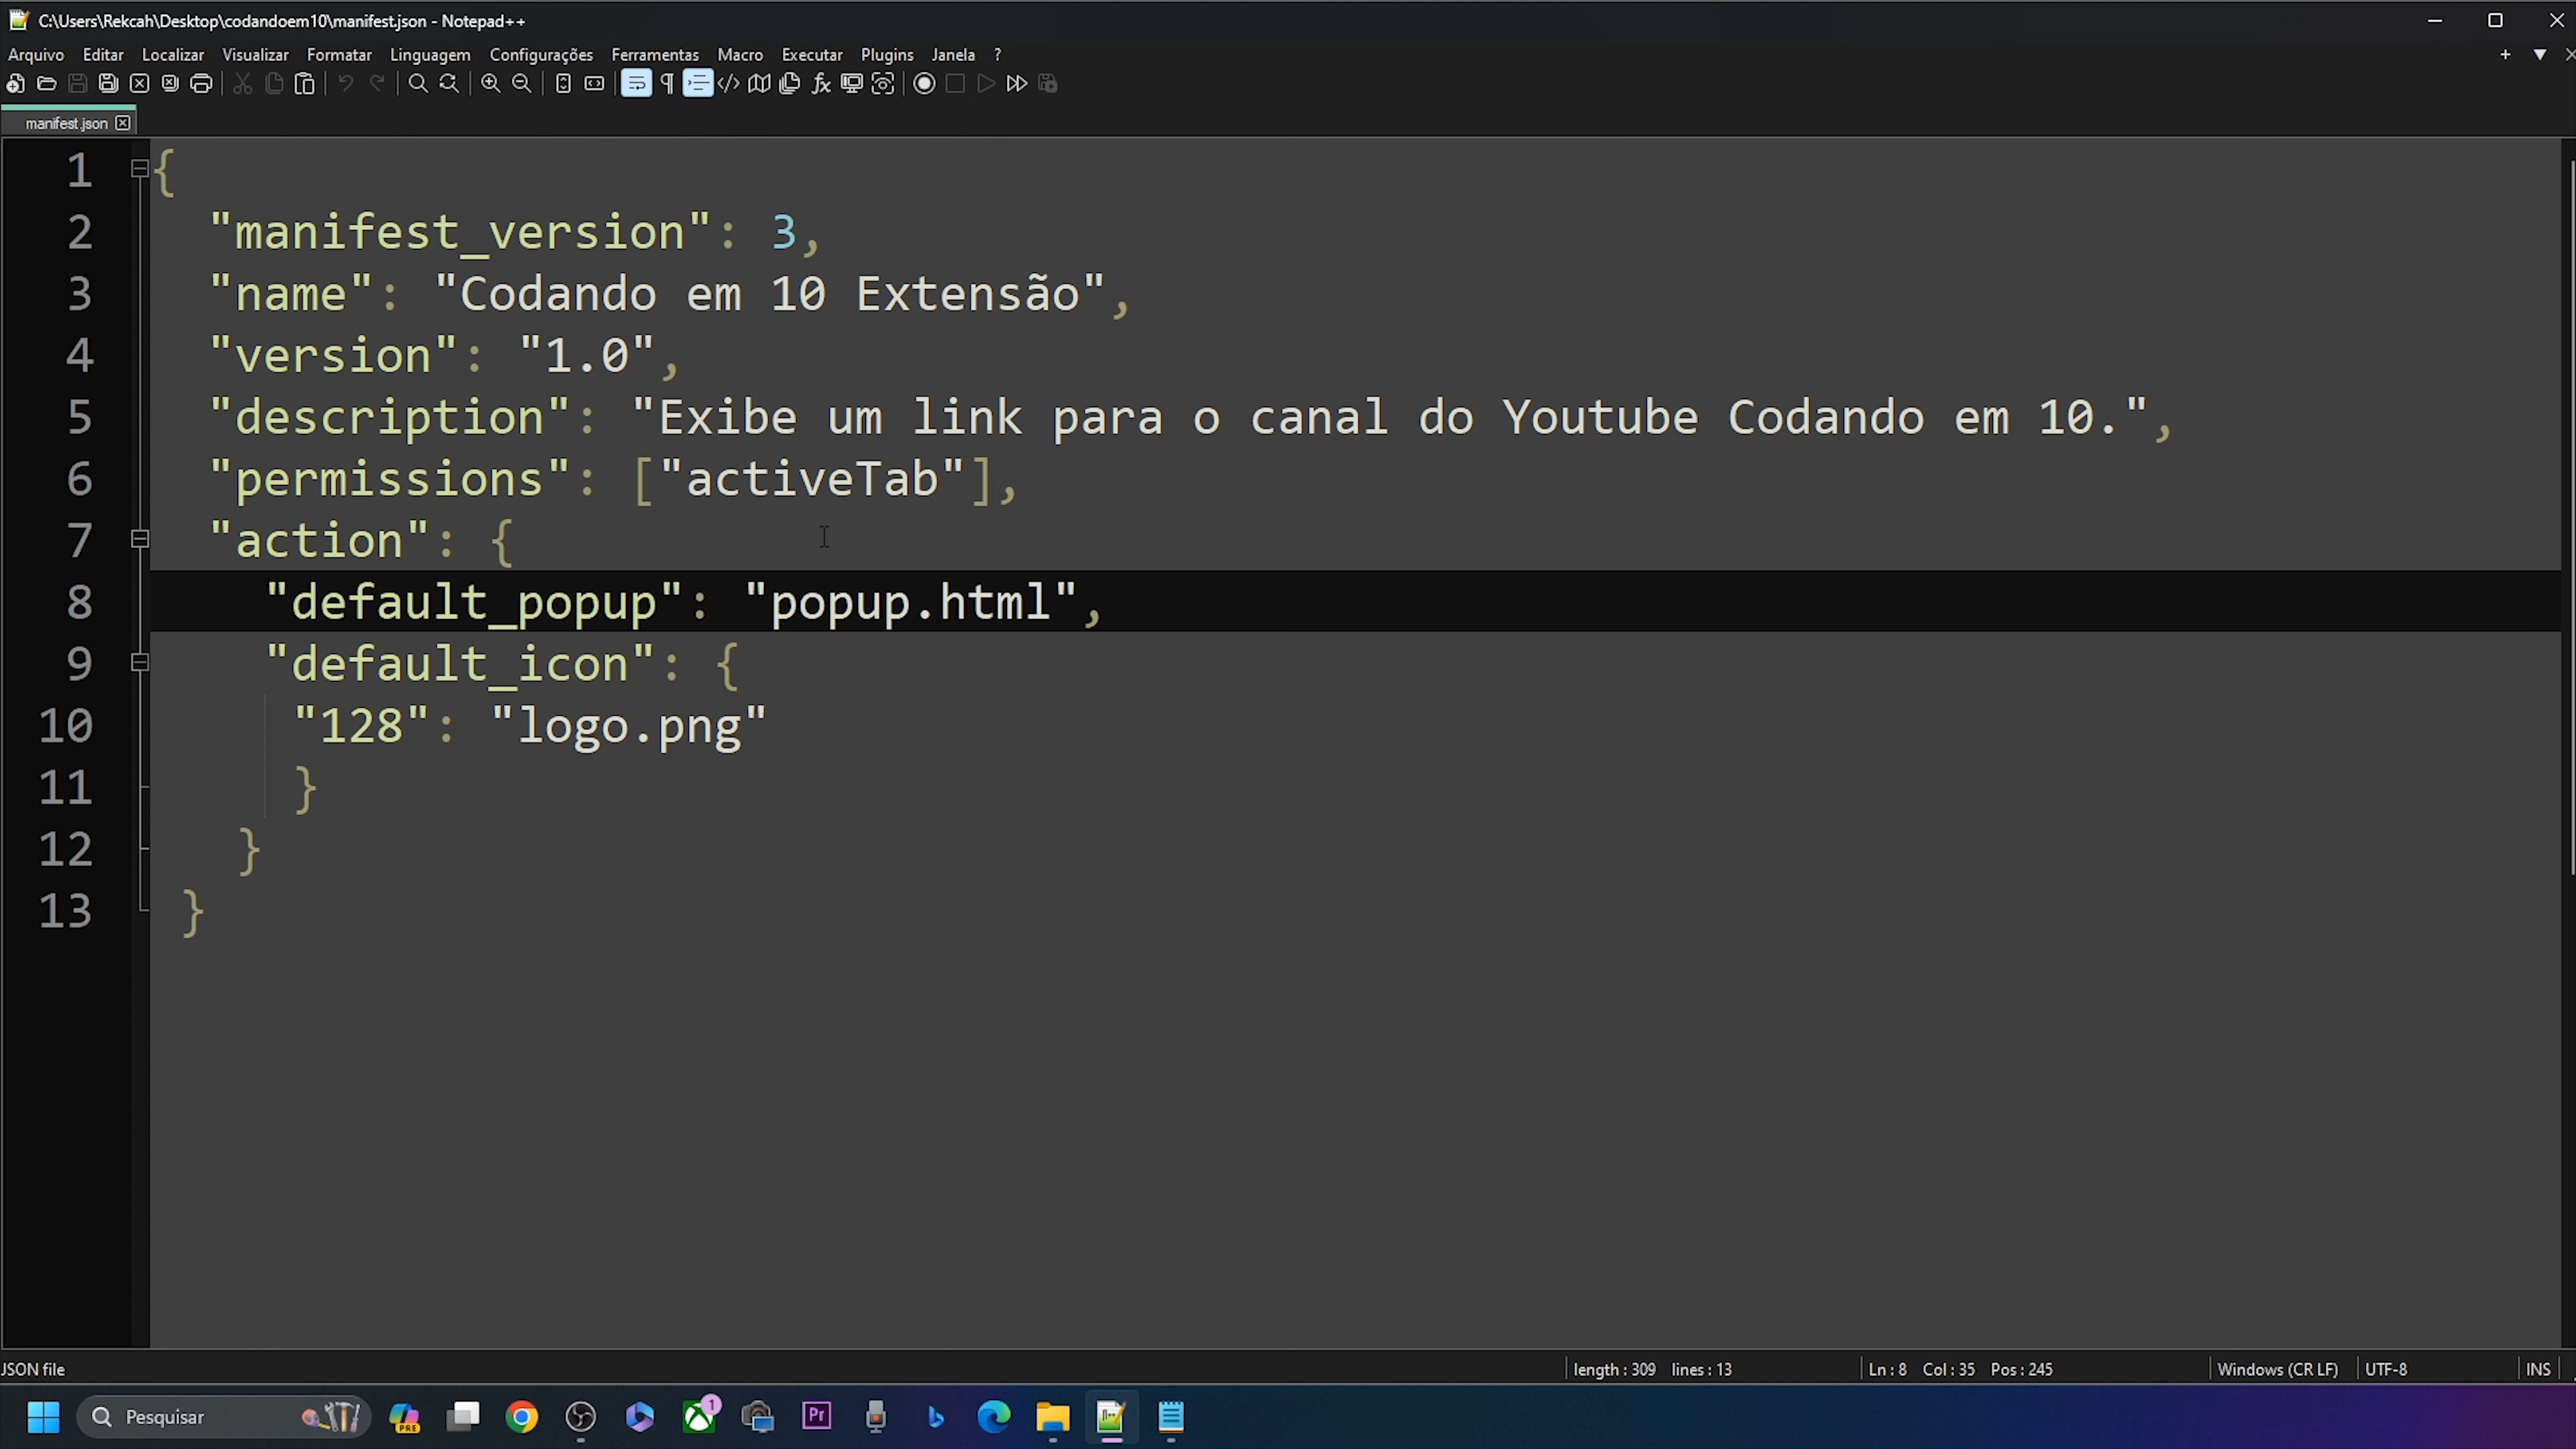 C:\Users\Rekcah\Desktop\codandoem10\manifest.json - Notepad++
Arquivo Editar Localizar Visualizar Formatar Linguagem Configurações Ferramentas Macro Executar Plugins Janela ?
manifest.json
1 {
2 "manifest_version": 3,
3 "name": "Codando em 10 Extensão",
4 "version": "1.0",
5 "description": "Exibe um link para o canal do Youtube Codando em 10.",
6 "permissions": ["activeTab"],
7 "action": {
8 "default_popup": "popup.html",
9 "default_icon": {
10 "128": "logo.png"
11 }
12 }
13 }
JSON file length : 309 lines : 13 Ln : 8 Col : 35 Pos : 245 Windows (CR LF) UTF-8 INS
Pesquisar PRE 1 Pr